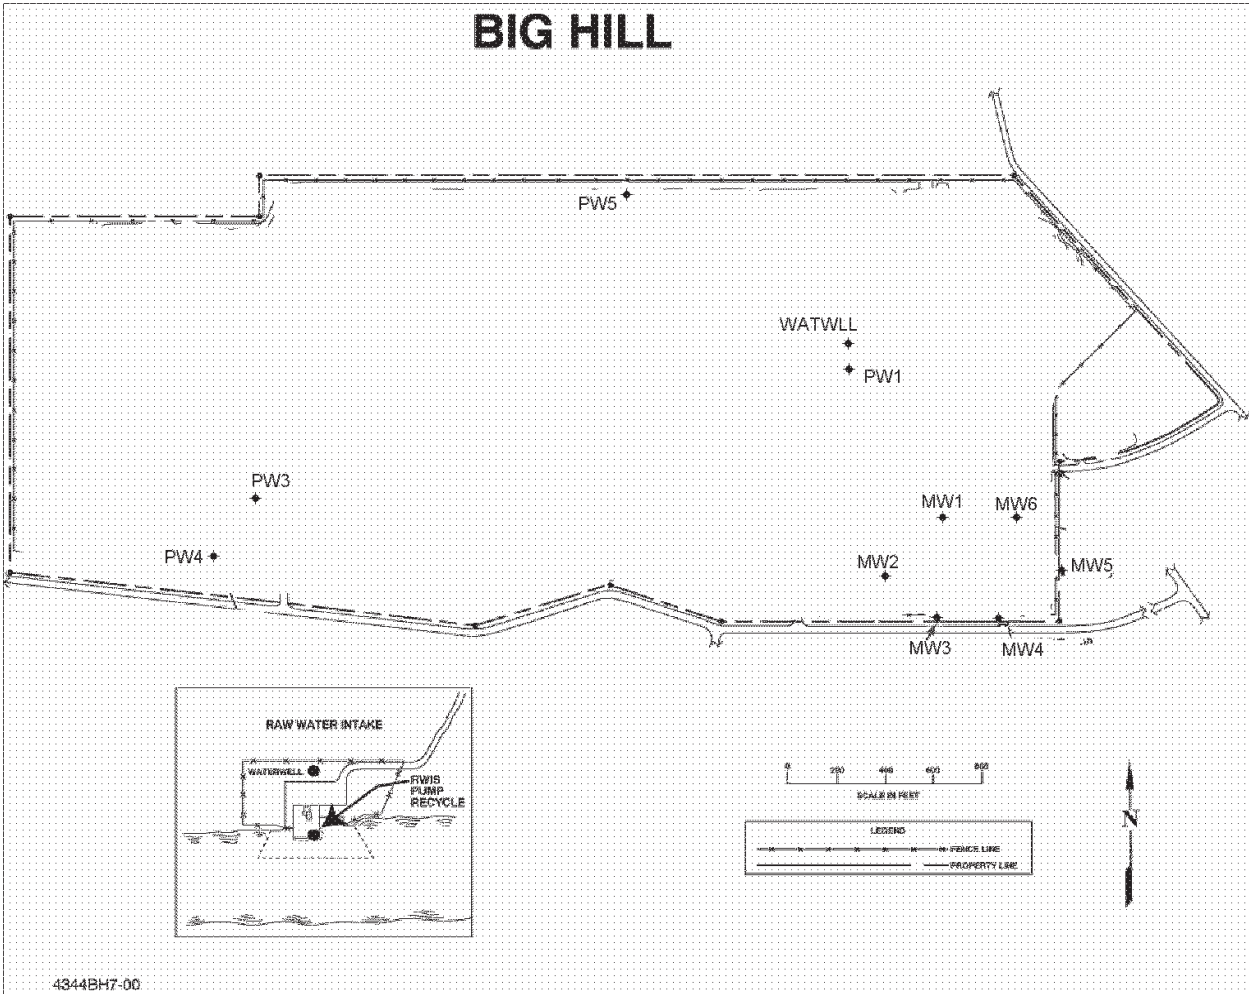 BIG HILL
PW5
WATWLL
PW1
PW3
MW1
MW6
PW4
MW2
MW5
MW3
MW4
RAW WATER INTAKE
WATERWELL
RWIS
PUMP
RECYCLE
0 200 400 600 800
SCALE IN FEET
N
LEGEND
FENCE LINE
PROPERTY LINE
4344BH7-00